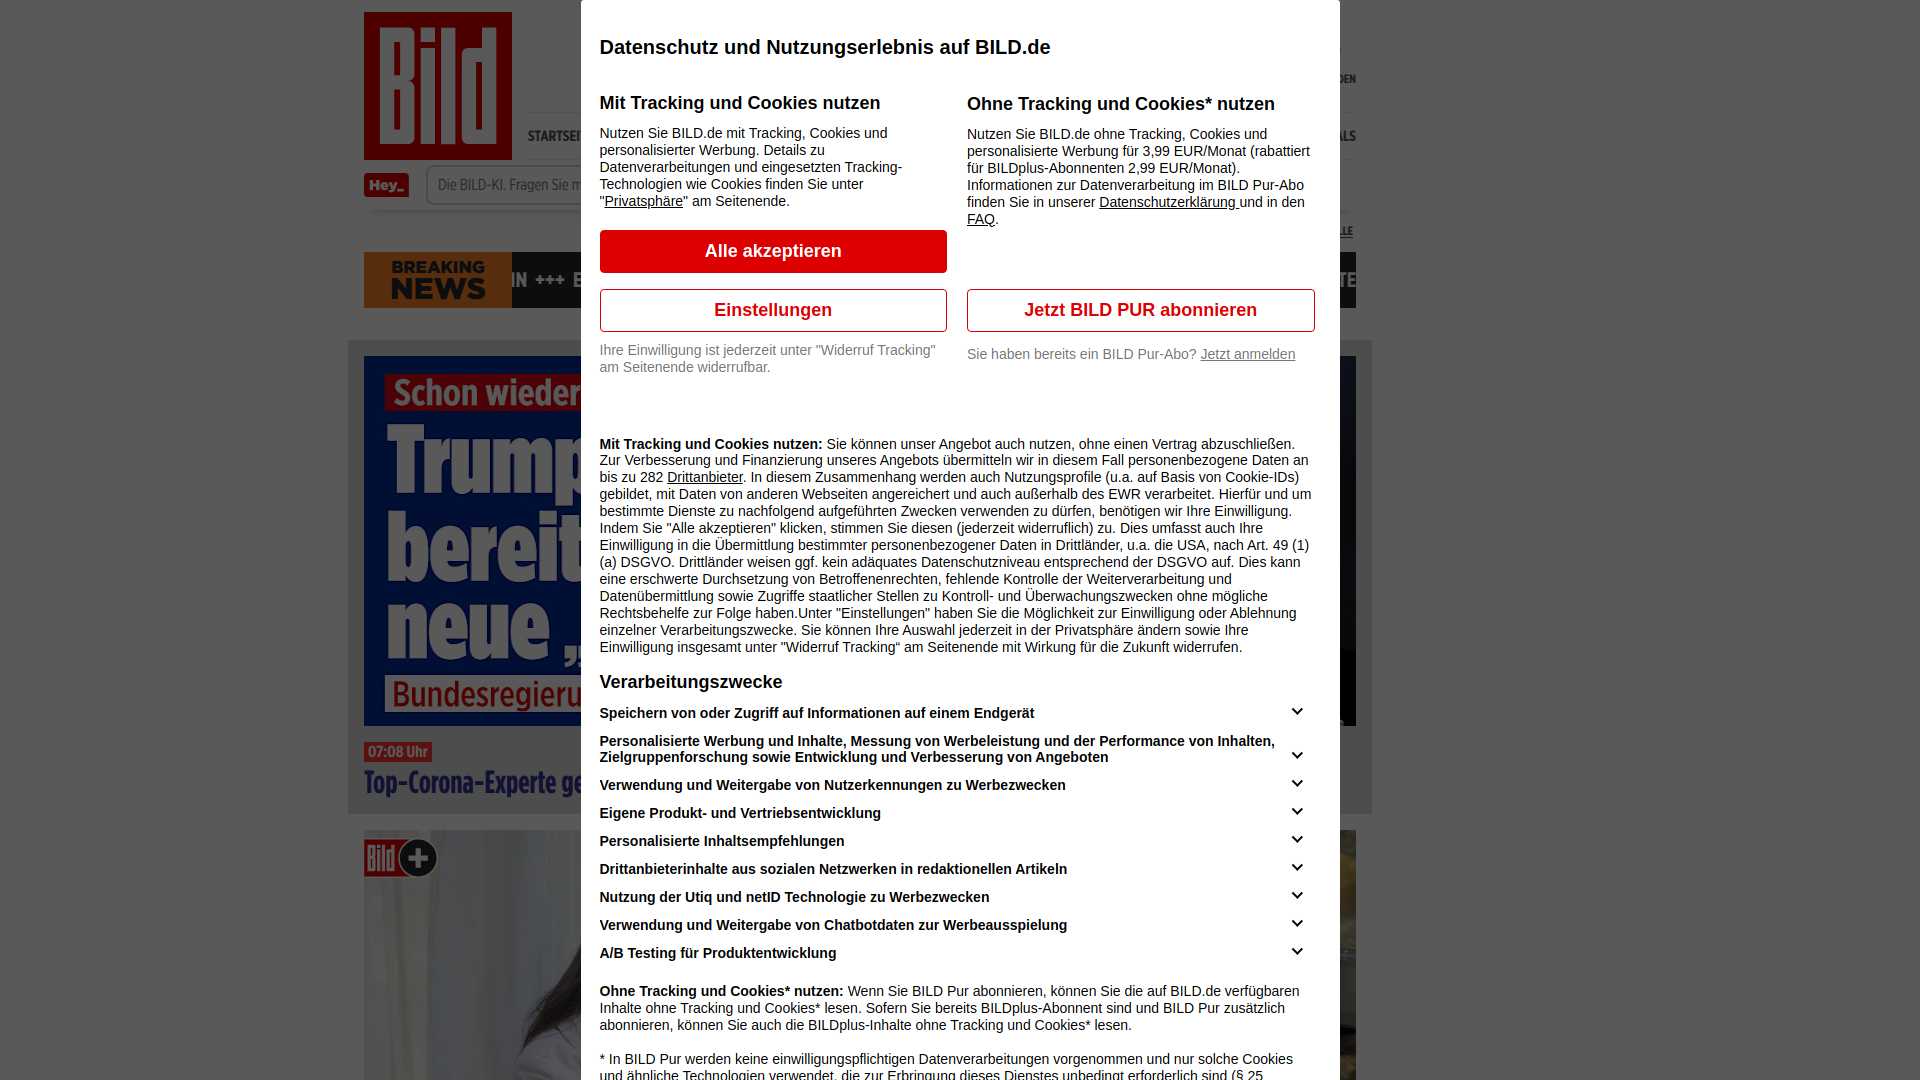 Bild
STARTSEI
Hey_
Die BILD-KI. Fragen Sie m
BREAKING
NEWS
IN +++ E
TE
DEN
ALS
LLE
Schon wieder
Trump
bereit
neue „
Bundesregieru
07:08 Uhr
Top-Corona-Experte ge
Bild +
Datenschutz und Nutzungserlebnis auf BILD.de
Mit Tracking und Cookies nutzen
Nutzen Sie BILD.de mit Tracking, Cookies und
personalisierter Werbung. Details zu
Datenverarbeitungen und eingesetzten Tracking-
Technologien wie Cookies finden Sie unter
"Privatsphäre" am Seitenende.
Alle akzeptieren
Einstellungen
Ihre Einwilligung ist jederzeit unter "Widerruf Tracking"
am Seitenende widerrufbar.
Ohne Tracking und Cookies* nutzen
Nutzen Sie BILD.de ohne Tracking, Cookies und
personalisierte Werbung für 3,99 EUR/Monat (rabattiert
für BILDplus-Abonnenten 2,99 EUR/Monat).
Informationen zur Datenverarbeitung im BILD Pur-Abo
finden Sie in unserer Datenschutzerklärung und in den
FAQ.
Jetzt BILD PUR abonnieren
Sie haben bereits ein BILD Pur-Abo? Jetzt anmelden
Mit Tracking und Cookies nutzen: Sie können unser Angebot auch nutzen, ohne einen Vertrag abzuschließen.
Zur Verbesserung und Finanzierung unseres Angebots übermitteln wir in diesem Fall personenbezogene Daten an
bis zu 282 Drittanbieter. In diesem Zusammenhang werden auch Nutzungsprofile (u.a. auf Basis von Cookie-IDs)
gebildet, mit Daten von anderen Webseiten angereichert und auch außerhalb des EWR verarbeitet. Hierfür und um
bestimmte Dienste zu nachfolgend aufgeführten Zwecken verwenden zu dürfen, benötigen wir Ihre Einwilligung.
Indem Sie "Alle akzeptieren" klicken, stimmen Sie diesen (jederzeit widerruflich) zu. Dies umfasst auch Ihre
Einwilligung in die Übermittlung bestimmter personenbezogener Daten in Drittländer, u.a. die USA, nach Art. 49 (1)
(a) DSGVO. Drittländer weisen ggf. kein adäquates Datenschutzniveau entsprechend der DSGVO auf. Dies kann
eine erschwerte Durchsetzung von Betroffenenrechten, fehlende Kontrolle der Weiterverarbeitung und
Datenübermittlung sowie Zugriffe staatlicher Stellen zu Kontroll- und Überwachungszwecken ohne mögliche
Rechtsbehelfe zur Folge haben.Unter "Einstellungen" haben Sie die Möglichkeit zur Einwilligung oder Ablehnung
einzelner Verarbeitungszwecke. Sie können Ihre Auswahl jederzeit in der Privatsphäre ändern sowie Ihre
Einwilligung insgesamt unter "Widerruf Tracking“ am Seitenende mit Wirkung für die Zukunft widerrufen.
Verarbeitungszwecke
Speichern von oder Zugriff auf Informationen auf einem Endgerät
Personalisierte Werbung und Inhalte, Messung von Werbeleistung und der Performance von Inhalten,
Zielgruppenforschung sowie Entwicklung und Verbesserung von Angeboten
Verwendung und Weitergabe von Nutzerkennungen zu Werbezwecken
Eigene Produkt- und Vertriebsentwicklung
Personalisierte Inhaltsempfehlungen
Drittanbieterinhalte aus sozialen Netzwerken in redaktionellen Artikeln
Nutzung der Utiq und netID Technologie zu Werbezwecken
Verwendung und Weitergabe von Chatbotdaten zur Werbeausspielung
A/B Testing für Produktentwicklung
Ohne Tracking und Cookies* nutzen: Wenn Sie BILD Pur abonnieren, können Sie die auf BILD.de verfügbaren
Inhalte ohne Tracking und Cookies* lesen. Sofern Sie bereits BILDplus-Abonnent sind und BILD Pur zusätzlich
abonnieren, können Sie auch die BILDplus-Inhalte ohne Tracking und Cookies* lesen.
* In BILD Pur werden keine einwilligungspflichtigen Datenverarbeitungen vorgenommen und nur solche Cookies
und ähnliche Technologien verwendet, die zur Erbringung dieses Dienstes unbedingt erforderlich sind (§ 25